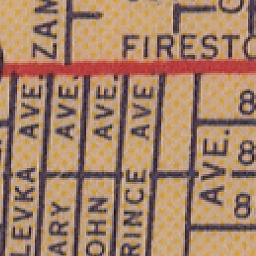 ZAM
FIRESTO
LEVKA AVE.
ARY AVE.
OHN AVE.
RINCE AVE
AVE.
8
8
8